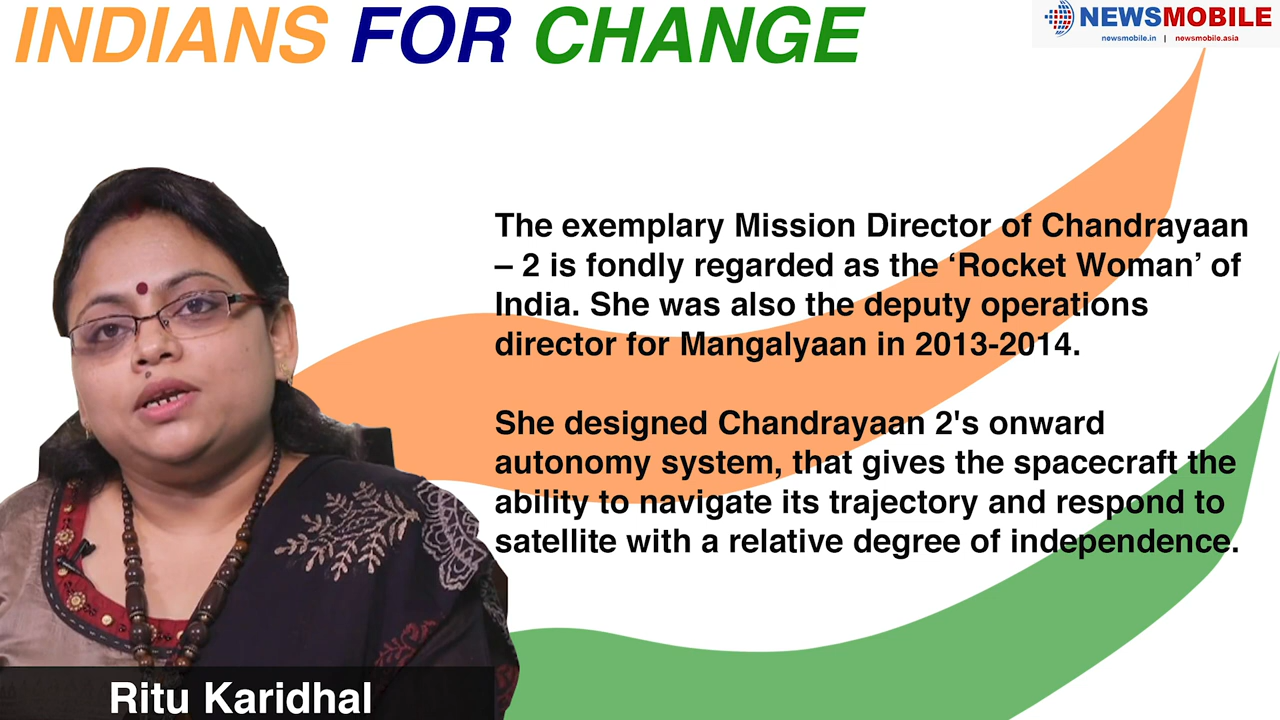 INDIANS FOR CHANGE
NEWSMOBILE
newsmobile.in | newsmobile.asia
The exemplary Mission Director of Chandrayaan
– 2 is fondly regarded as the ‘Rocket Woman’ of
India. She was also the deputy operations
director for Mangalyaan in 2013-2014.
She designed Chandrayaan 2's onward
autonomy system, that gives the spacecraft the
ability to navigate its trajectory and respond to
satellite with a relative degree of independence.
Ritu Karidhal